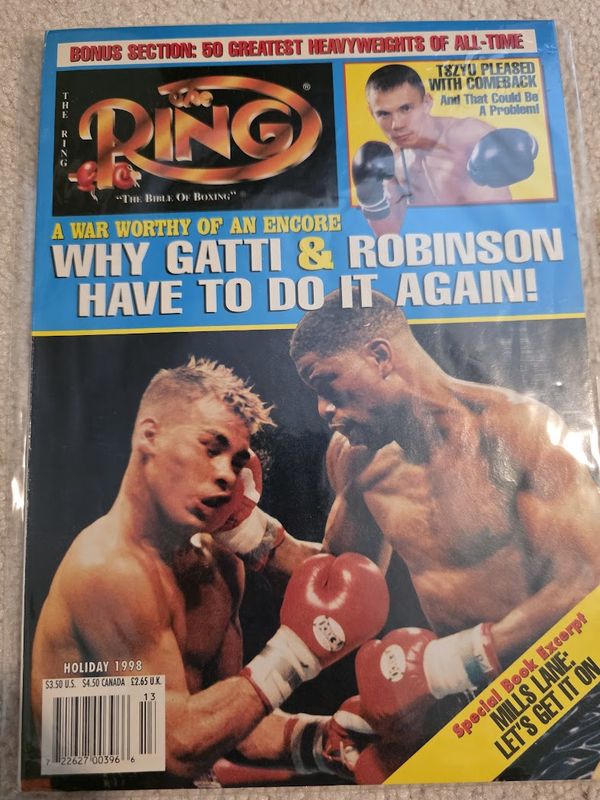 BONUS SECTION: 50 GREATEST HEAVYWEIGHTS OF ALL-TIME
THE RING
The
RING®
"THE BIBLE OF BOXING"®
TSZYU PLEASED
WITH COMEBACK
And That Could Be
A Problem!
A WAR WORTHY OF AN ENCORE
WHY GATTI & ROBINSON
HAVE TO DO IT AGAIN!
Special Book Excerpt
MILLS LANE:
LET'S GET IT ON
HOLIDAY 1998
$3.50 U.S. $4.50 CANADA £2.65 U.K.
13
7 22627 00396 6